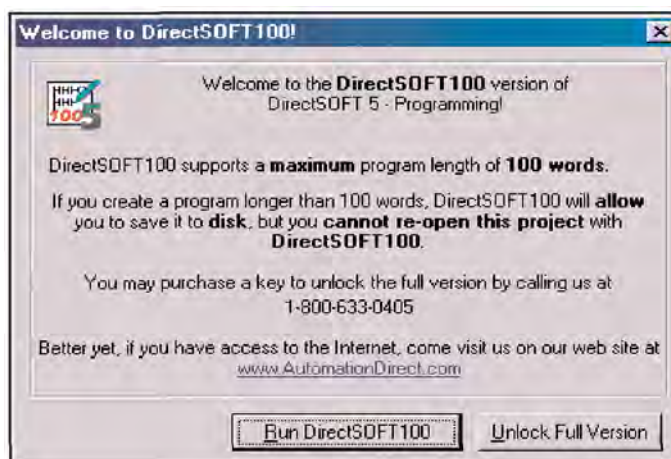 Welcome to DirectSOFT100!
Welcome to the DirectSOFT100 version of
DirectSOFT 5 - Programming!
100 5
DirectSOFT100 supports a maximum program length of 100 words.
If you create a program longer than 100 words, DirectSOFT100 will allow
you to save it to disk, but you cannot re-open this project with
DirectSOFT100.
You may purchase a key to unlock the full version by calling us at
1-800-633-0405
Better yet, if you have access to the Internet, come visit us on our web site at
www.AutomationDirect.com
Run DirectSOFT100
Unlock Full Version